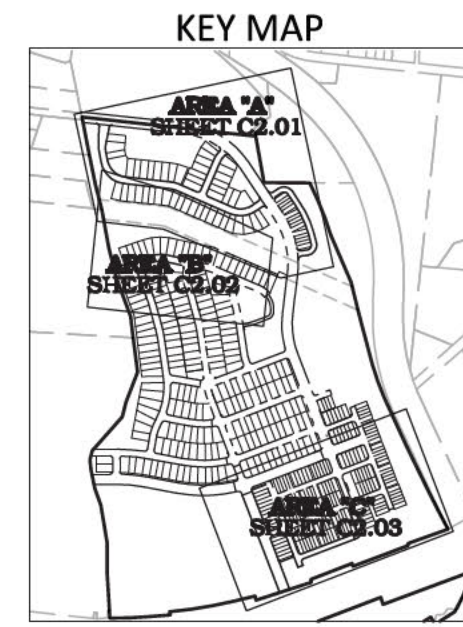 KEY MAP
AREA "A"
SHEET C2.01
AREA "B"
SHEET C2.02
AREA "C"
SHEET C2.03